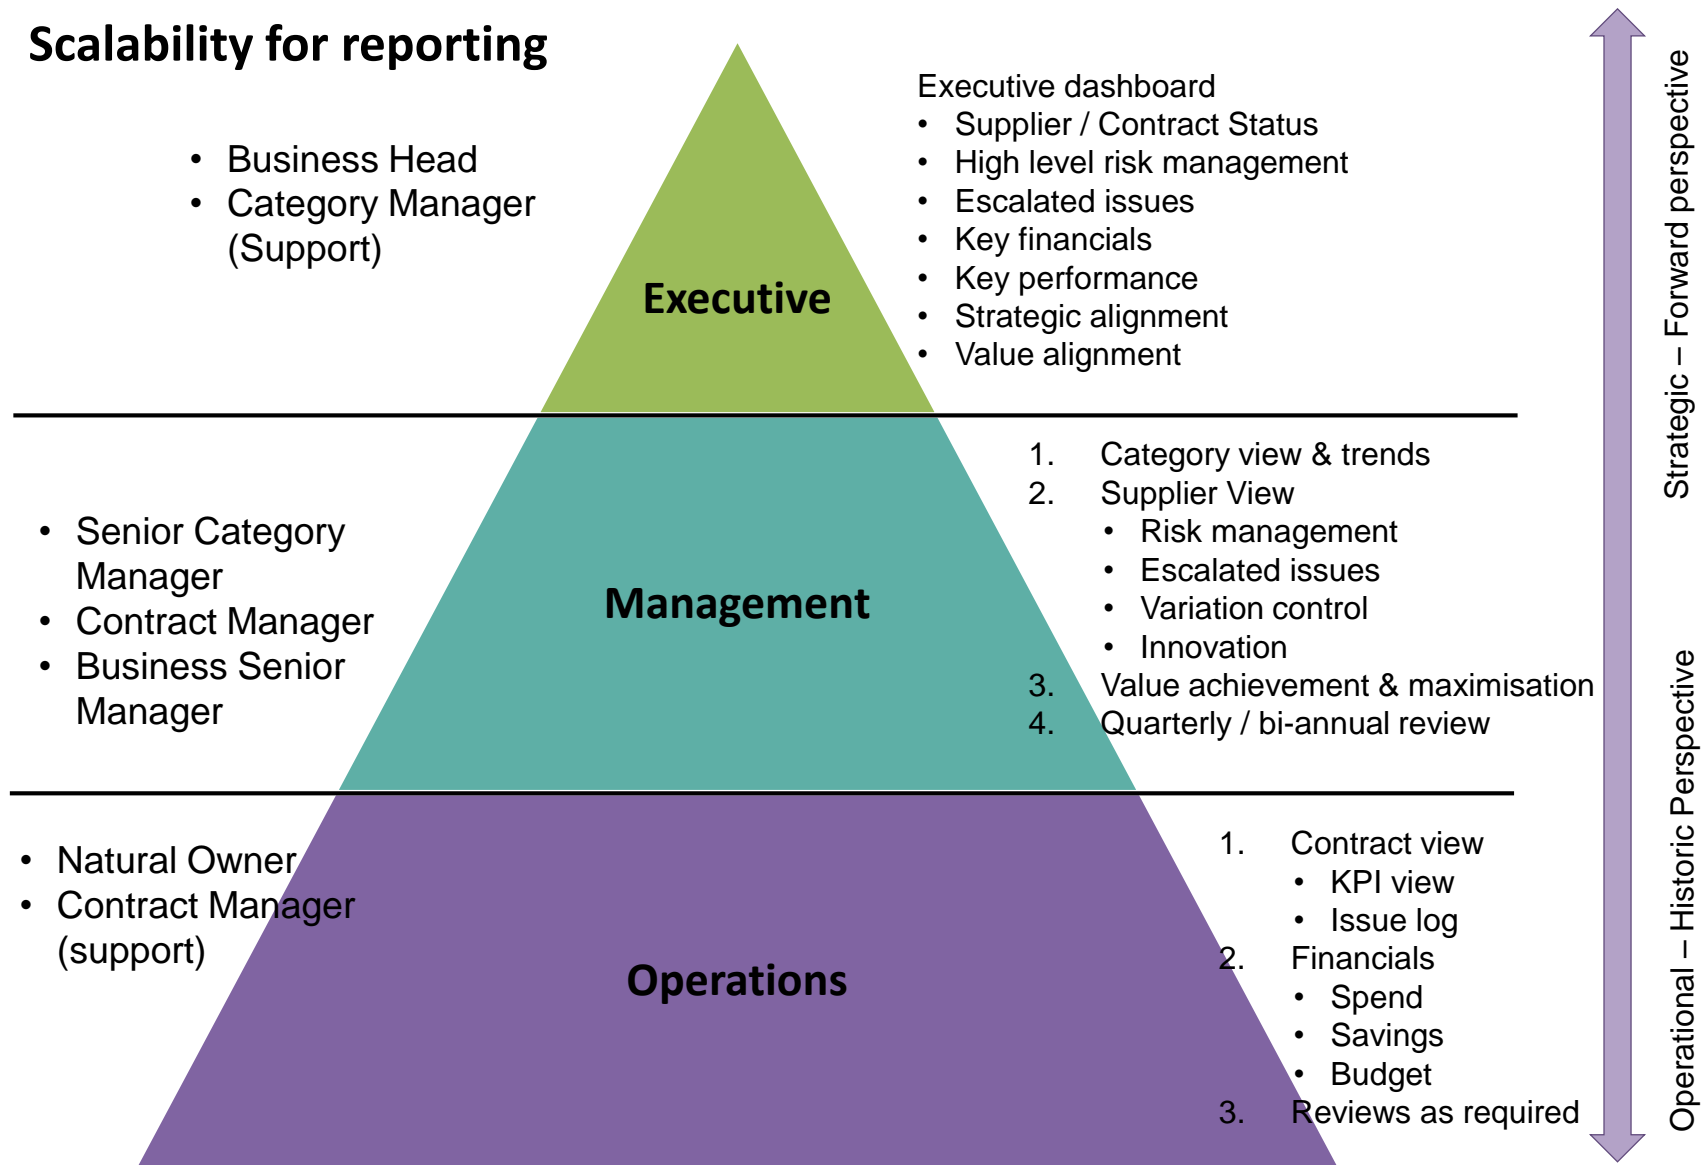 Scalability for reporting
• Business Head
• Category Manager
(Support)
Executive
Executive dashboard
• Supplier / Contract Status
• High level risk management
• Escalated issues
• Key financials
• Key performance
• Strategic alignment
• Value alignment
Strategic – Forward perspective
• Senior Category
Manager
• Contract Manager
• Business Senior
Manager
Management
1. Category view & trends
2. Supplier View
• Risk management
• Escalated issues
• Variation control
• Innovation
3. Value achievement & maximisation
4. Quarterly / bi-annual review
• Natural Owner
• Contract Manager
(support)
Operations
1. Contract view
• KPI view
• Issue log
2. Financials
• Spend
• Savings
• Budget
3. Reviews as required
Operational – Historic Perspective